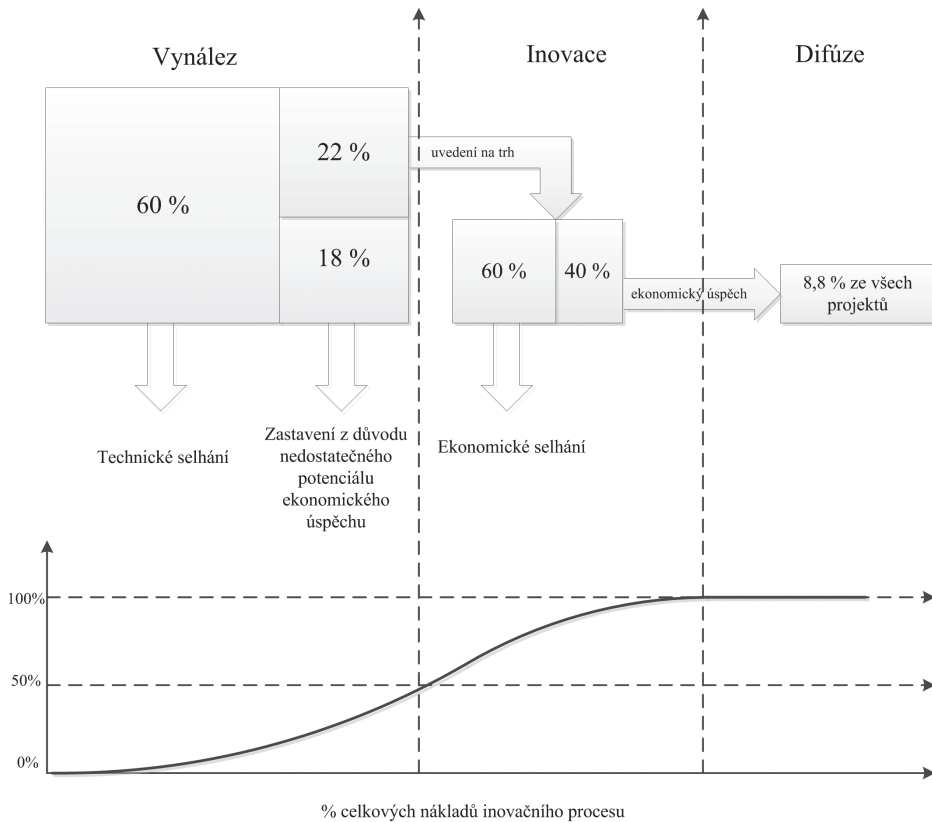 Vynález
Inovace
Difúze
22 %
uvedení na trh
60 %
18 %
60 %
40 %
ekonomický úspěch
8,8 % ze všech
projektů
Technické selhání
Zastavení z důvodu
nedostatečného
potenciálu
ekonomického
úspěchu
Ekonomické selhání
100%
50%
0%
% celkových nákladů inovačního procesu